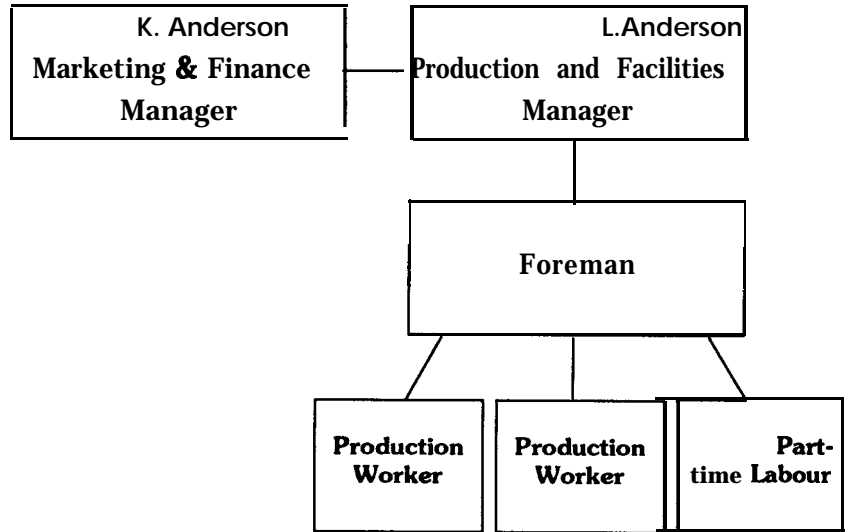 K. Anderson
Marketing & Finance
Manager
L.Anderson
Production and Facilities
Manager
Foreman
Production
Worker
Production
Worker
Part-
time Labour